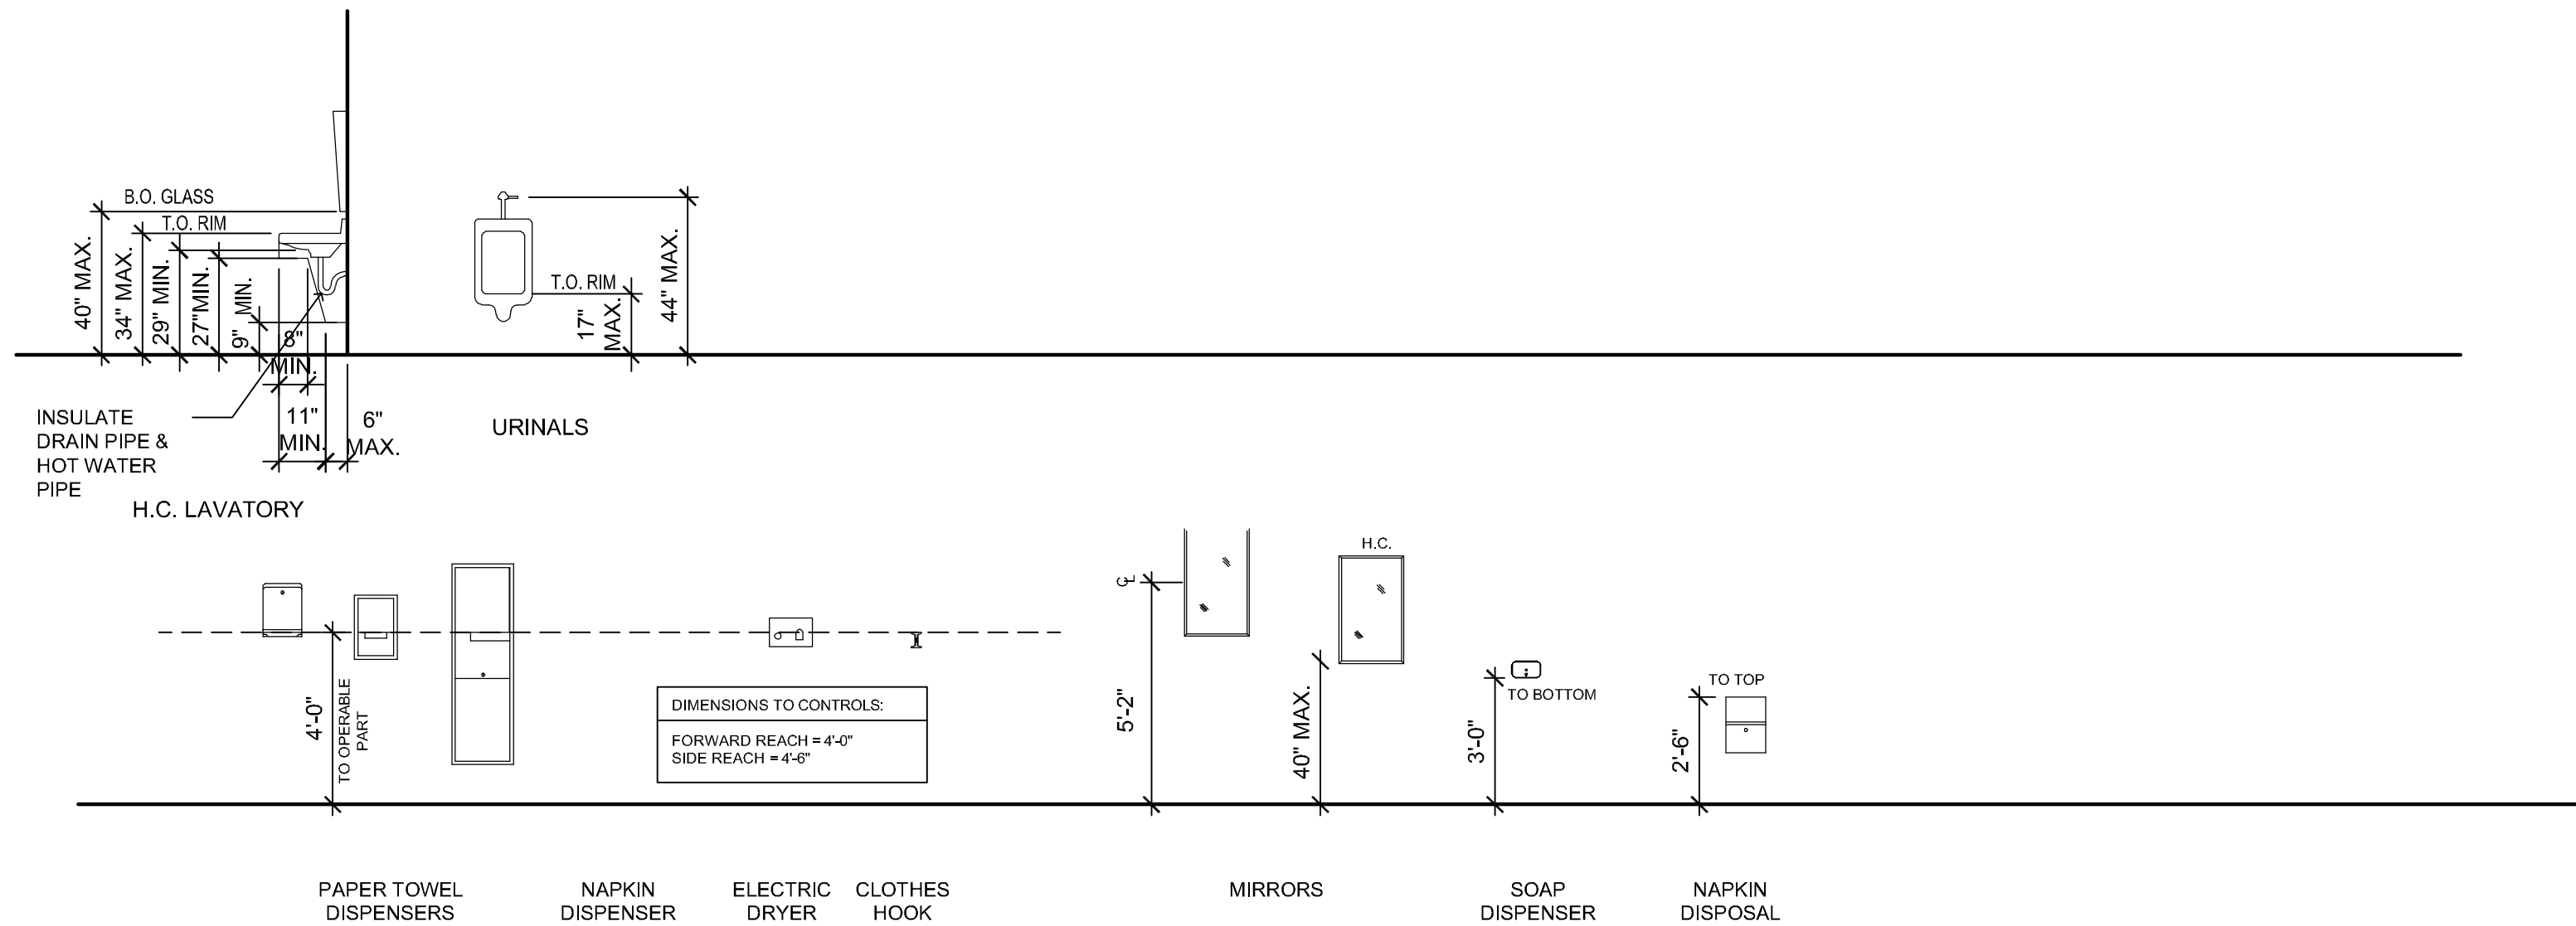 B.O. GLASS
T.O. RIM
40" MAX.
34" MAX.
29" MIN.
27"MIN.
9" MIN.
8"
MIN.
11"
MIN.
6"
MAX.
INSULATE
DRAIN PIPE &
HOT WATER
PIPE
H.C. LAVATORY
T.O. RIM
17"
MAX.
44" MAX.
URINALS
4'-0"
TO OPERABLE
PART
DIMENSIONS TO CONTROLS:
FORWARD REACH = 4'-0"
SIDE REACH = 4'-6"
CL
5'-2"
H.C.
40" MAX.
3'-0"
TO BOTTOM
TO TOP
2'-6"
PAPER TOWEL
DISPENSERS
NAPKIN
DISPENSER
ELECTRIC
DRYER
CLOTHES
HOOK
MIRRORS
SOAP
DISPENSER
NAPKIN
DISPOSAL